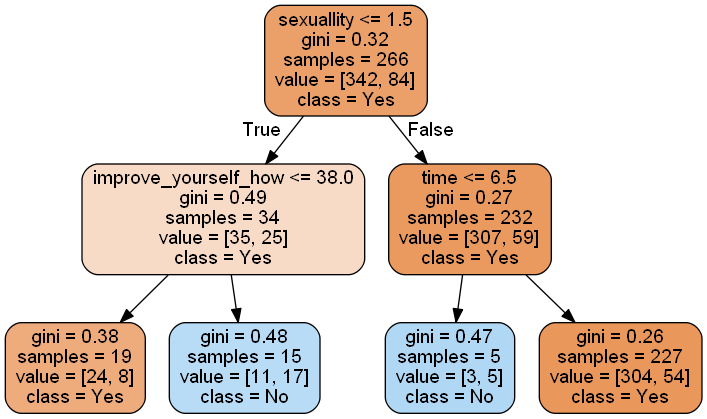 sexuallity <= 1.5
gini = 0.32
samples = 266
value = [342, 84]
class = Yes
True
False
improve_yourself_how <= 38.0
gini = 0.49
samples = 34
value = [35, 25]
class = Yes
time <= 6.5
gini = 0.27
samples = 232
value = [307, 59]
class = Yes
gini = 0.38
samples = 19
value = [24, 8]
class = Yes
gini = 0.48
samples = 15
value = [11, 17]
class = No
gini = 0.47
samples = 5
value = [3, 5]
class = No
gini = 0.26
samples = 227
value = [304, 54]
class = Yes